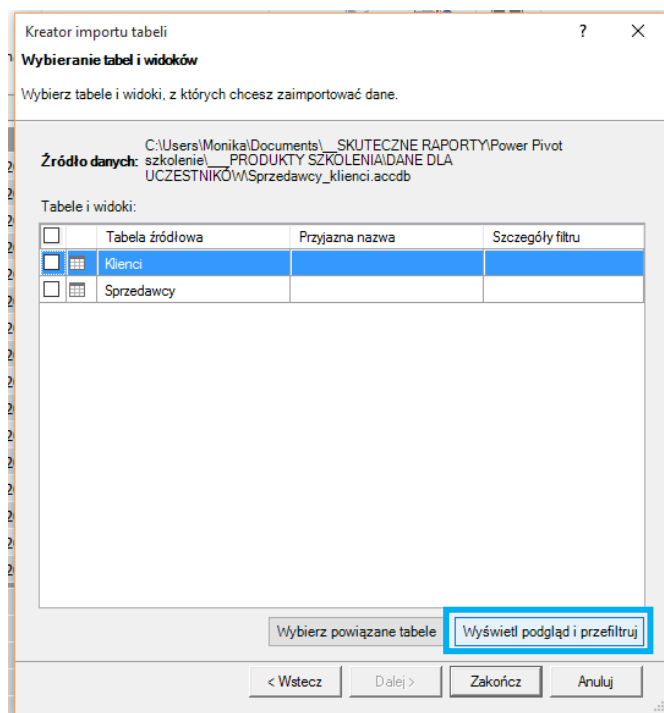 Kreator importu tabeli
?
Wybieranie tabel i widoków
Wybierz tabele i widoki, z których chcesz zaimportować dane.
C:\Users\Monika\Documents\__SKUTECZNE RAPORTY\Power Pivot
Źródło danych: szkolenie\___PRODUKTY SZKOLENIA\DANE DLA
UCZESTNIKÓW\Sprzedawcy_klienci.accdb
Tabele i widoki:
Tabela źródłowa Przyjazna nazwa Szczegóły filtru
Klienci
Sprzedawcy
Wybierz powiązane tabele Wyświetl podgląd i przefiltruj
< Wstecz Dalej > Zakończ Anuluj